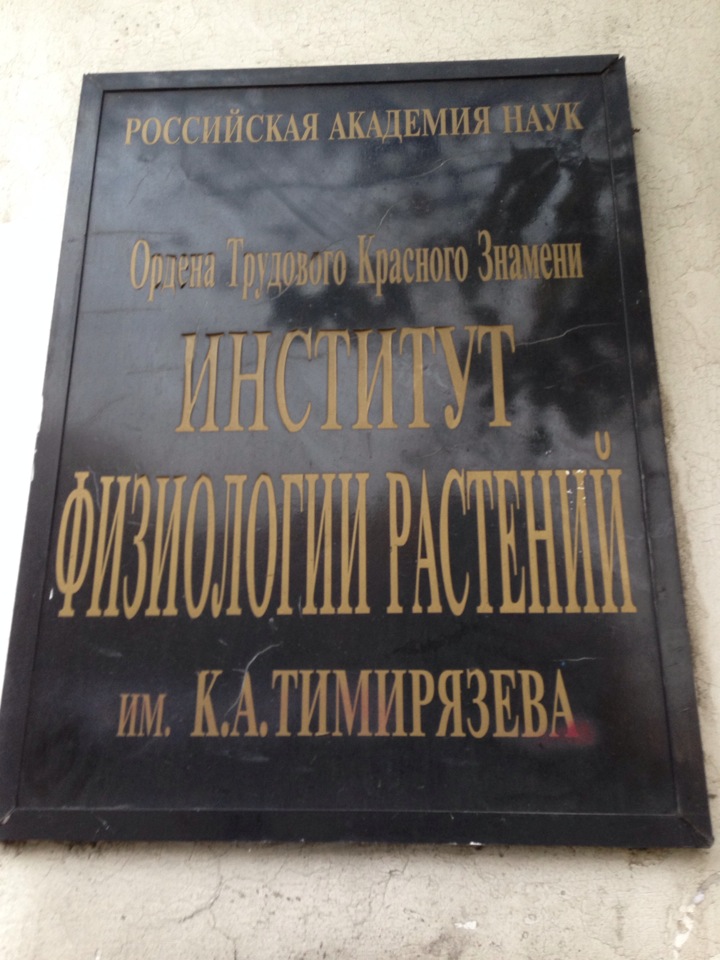 РОССИЙСКАЯ АКАДЕМИЯ НАУК
Ордена Трудового Красного Знамени
ИНСТИТУТ
ФИЗИОЛОГИИ РАСТЕНИЙ
ИМ. К.А.ТИМИРЯЗЕВА